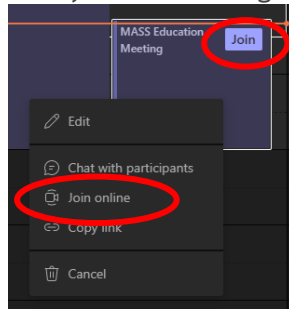 MASS Education
Meeting
Join
Edit
Chat with participants
Join online
Copy link
Cancel